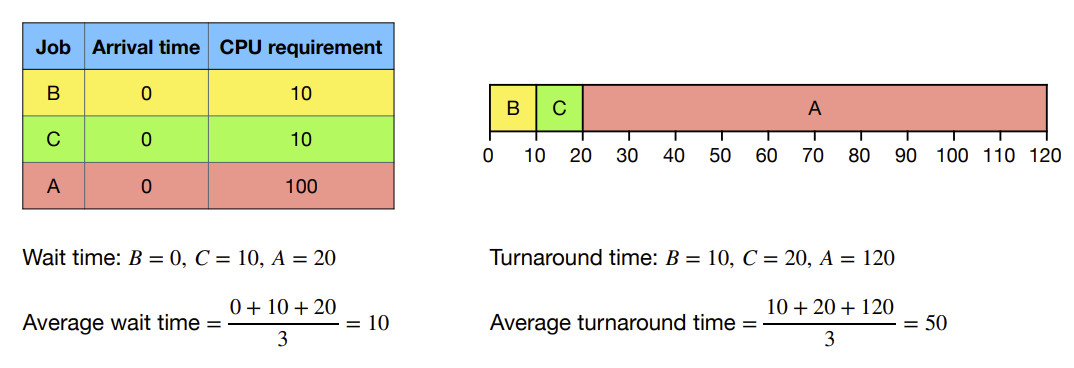 Job Arrival time CPU requirement
B 0 10
C 0 10
A 0 100
B C A
0 10 20 30 40 50 60 70 80 90 100 110 120
Wait time: B = 0, C = 10, A = 20
Average wait time = (0 + 10 + 20) / 3 = 10
Turnaround time: B = 10, C = 20, A = 120
Average turnaround time = (10 + 20 + 120) / 3 = 50